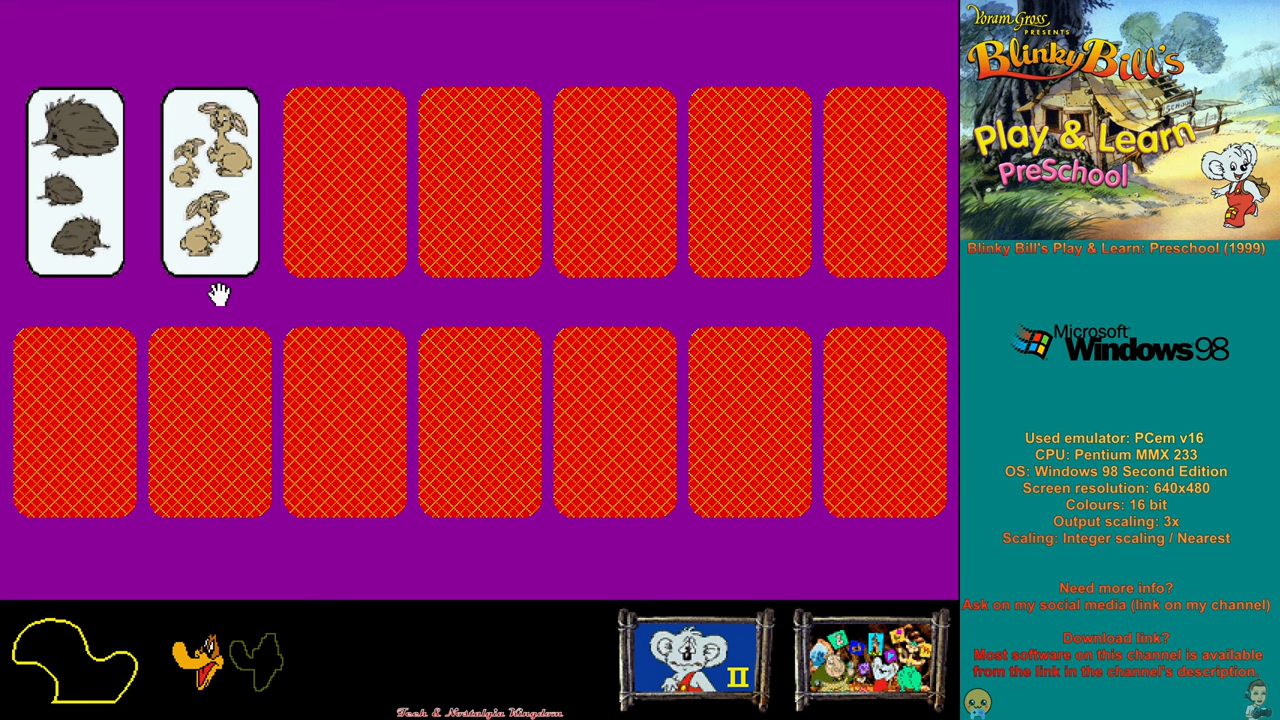 Yoram Gross
PRESENTS
Blinky Bill's
SCHOOL
Play & Learn
PreSchool
Blinky Bill's Play & Learn: Preschool (1999)
Microsoft
Windows 98
Used emulator: PCem v16
CPU: Pentium MMX 233
OS: Windows 98 Second Edition
Screen resolution: 640x480
Colours: 16 bit
Output scaling: 3x
Scaling: Integer scaling / Nearest
Need more info?
Ask on my social media (link on my channel)
Download link?
Most software on this channel is available
from the link in the channel's description.
II
Tech & Nostalgia Kingdom